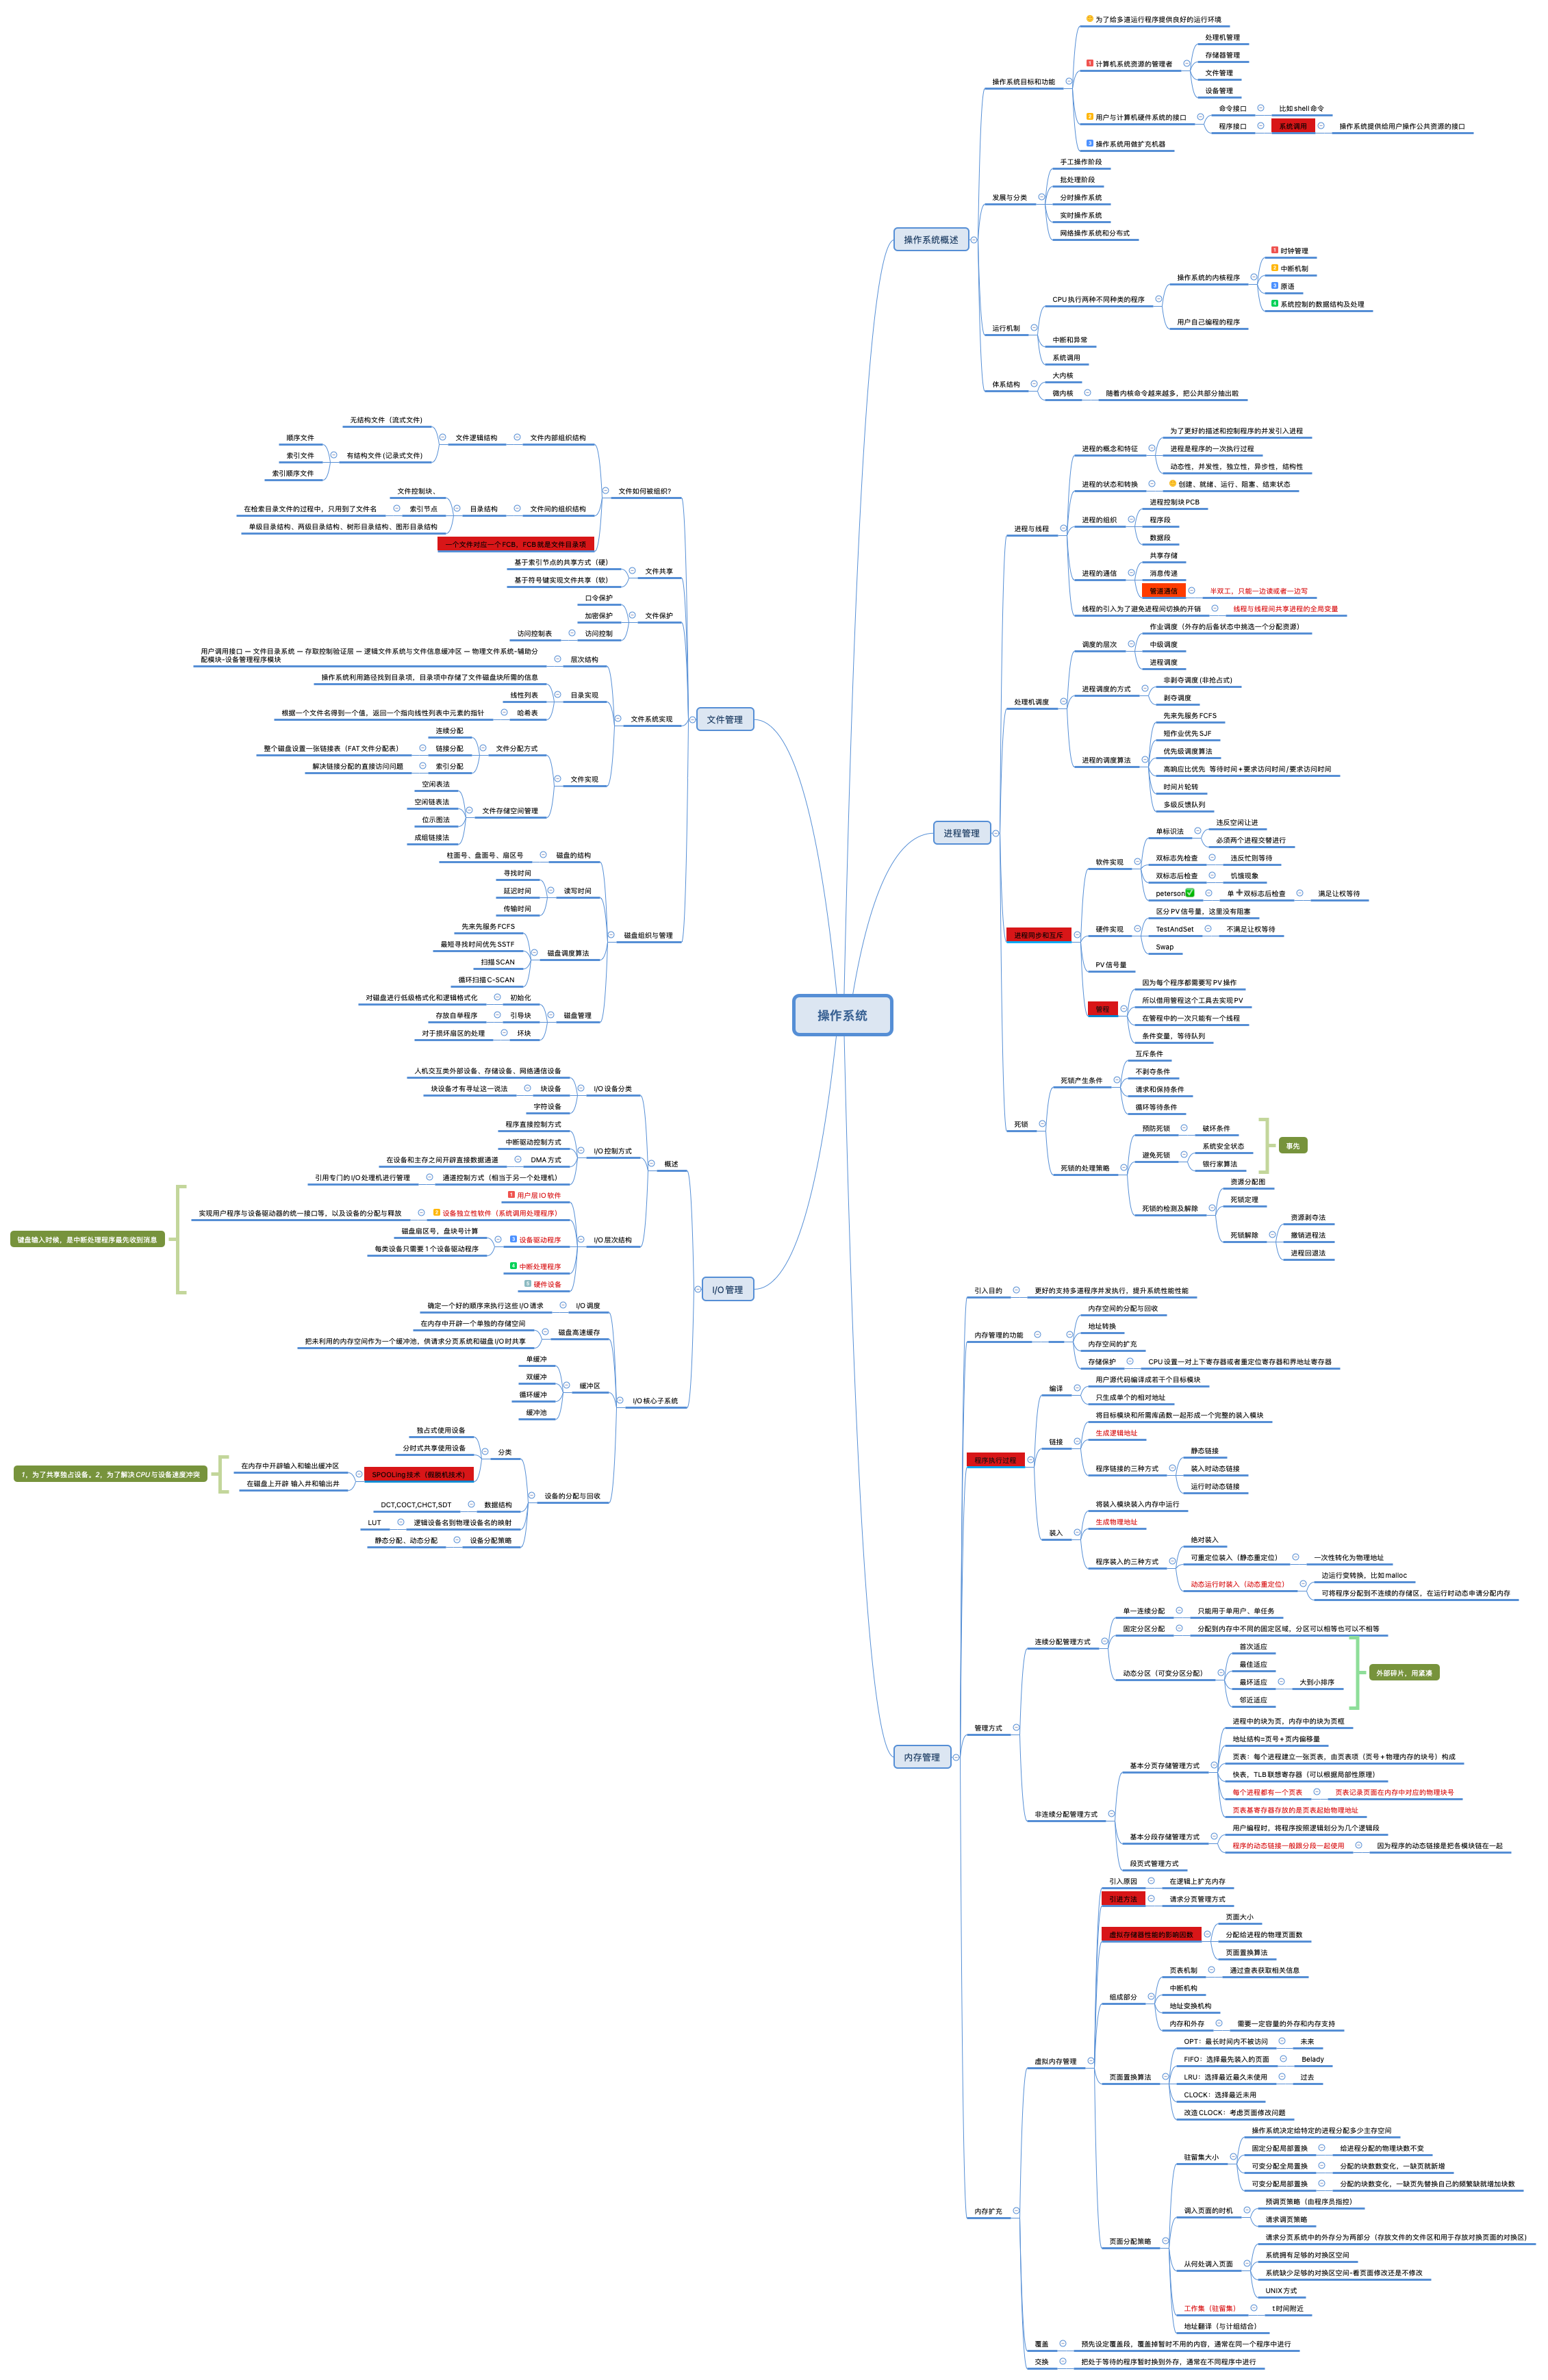 操作系统
操作系统概述
操作系统目标和功能
为了给多道运行程序提供良好的运行环境
1 计算机系统资源的管理者
处理机管理
存储器管理
文件管理
设备管理
2 用户与计算机硬件系统的接口
命令接口
比如shell命令
程序接口
系统调用
操作系统提供给用户操作公共资源的接口
3 操作系统用做扩充机器
发展与分类
手工操作阶段
批处理阶段
分时操作系统
实时操作系统
网络操作系统和分布式
运行机制
CPU执行两种不同种类的程序
操作系统的内核程序
1 时钟管理
2 中断机制
3 原语
4 系统控制的数据结构及处理
用户自己编程的程序
中断和异常
系统调用
体系结构
大内核
微内核
随着内核命令越来越多，把公共部分抽出啦
进程管理
进程与线程
进程的概念和特征
为了更好的描述和控制程序的并发引入进程
进程是程序的一次执行过程
动态性，并发性，独立性，异步性，结构性
进程的状态和转换
创建、就绪、运行、阻塞、结束状态
进程的组织
进程控制块PCB
程序段
数据段
进程的通信
共享存储
消息传递
管道通信
半双工，只能一边读或者一边写
线程的引入为了避免进程间切换的开销
线程与线程间共享进程的全局变量
处理机调度
调度的层次
作业调度（外存的后备状态中挑选一个分配资源）
中级调度
进程调度
进程调度的方式
非剥夺调度(非抢占式)
剥夺调度
进程的调度算法
先来先服务FCFS
短作业优先SJF
优先级调度算法
高响应比优先 等待时间+要求访问时间/要求访问时间
时间片轮转
多级反馈队列
进程同步和互斥
软件实现
单标识法
违反空闲让进
必须两个进程交替进行
双标志先检查
违反忙则等待
双标志后检查
饥饿现象
peterson✅
单➕双标志后检查
满足让权等待
硬件实现
区分PV信号量，这里没有阻塞
TestAndSet
不满足让权等待
Swap
PV信号量
管程
因为每个程序都需要写PV操作
所以借用管程这个工具去实现PV
在管程中的一次只能有一个线程
条件变量，等待队列
死锁
死锁产生条件
互斥条件
不剥夺条件
请求和保持条件
循环等待条件
死锁的处理策略
预防死锁
破坏条件
避免死锁
系统安全状态
银行家算法
事先
死锁的检测及解除
资源分配图
死锁定理
死锁解除
资源剥夺法
撤销进程法
进程回退法
内存管理
引入目的
更好的支持多道程序并发执行，提升系统性能性能
内存管理的功能
内存空间的分配与回收
地址转换
内存空间的扩充
存储保护
CPU设置一对上下寄存器或者重定位寄存器和界地址寄存器
程序执行过程
编译
用户源代码编译成若干个目标模块
只生成单个的相对地址
链接
将目标模块和所需库函数一起形成一个完整的装入模块
生成逻辑地址
程序链接的三种方式
静态链接
装入时动态链接
运行时动态链接
装入
将装入模块装入内存中运行
生成物理地址
程序装入的三种方式
绝对装入
可重定位装入（静态重定位）
一次性转化为物理地址
动态运行时装入（动态重定位）
边运行变转换，比如malloc
可将程序分配到不连续的存储区，在运行时动态申请分配内存
管理方式
连续分配管理方式
单一连续分配
只能用于单用户、单任务
固定分区分配
分配到内存中不同的固定区域，分区可以相等也可以不相等
动态分区（可变分区分配）
首次适应
最佳适应
最坏适应
大到小排序
邻近适应
外部碎片，用紧凑
非连续分配管理方式
基本分页存储管理方式
进程中的块为页，内存中的块为页框
地址结构=页号+页内偏移量
页表：每个进程建立一张页表，由页表项（页号+物理内存的块号）构成
快表，TLB联想寄存器（可以根据局部性原理）
每个进程都有一个页表
页表记录页面在内存中对应的物理块号
页表基寄存器存放的是页表起始物理地址
基本分段存储管理方式
用户编程时，将程序按照逻辑划分为几个逻辑段
程序的动态链接一般跟分段一起使用
因为程序的动态链接是把各模块链在一起
段页式管理方式
内存扩充
虚拟内存管理
引入原因
在逻辑上扩充内存
引进方法
请求分页管理方式
虚拟存储器性能的影响因数
页面大小
分配给进程的物理页面数
页面置换算法
组成部分
页表机制
通过查表获取相关信息
中断机构
地址变换机构
内存和外存
需要一定容量的外存和内存支持
页面置换算法
OPT：最长时间内不被访问
未来
FIFO：选择最先装入的页面
Belady
LRU：选择最近最久未使用
过去
CLOCK：选择最近未用
改造CLOCK：考虑页面修改问题
页面分配策略
驻留集大小
操作系统决定给特定的进程分配多少主存空间
固定分配局部置换
给进程分配的物理块数不变
可变分配全局置换
分配的块数数变化，一缺页就新增
可变分配局部置换
分配的块数变化，一缺页先替换自己的频繁缺就增加块数
调入页面的时机
预调页策略（由程序员指控）
请求调页策略
从何处调入页面
请求分页系统中的外存分为两部分（存放文件的文件区和用于存放对换页面的对换区)
系统拥有足够的对换区空间
系统缺少足够的对换区空间-看页面修改还是不修改
UNIX方式
工作集（驻留集）
t时间附近
地址翻译（与计组结合）
覆盖
预先设定覆盖段，覆盖掉暂时不用的内容，通常在同一个程序中进行
交换
把处于等待的程序暂时换到外存，通常在不同程序中进行
文件管理
文件如何被组织?
文件内部组织结构
文件逻辑结构
无结构文件（流式文件)
有结构文件(记录式文件)
顺序文件
索引文件
索引顺序文件
文件间的组织结构
目录结构
文件控制块、
索引节点
在检索目录文件的过程中，只用到了文件名
单级目录结构、两级目录结构、树形目录结构、图形目录结构
一个文件对应一个FCB，FCB就是文件目录项
文件共享
基于索引节点的共享方式（硬）
基于符号键实现文件共享（软）
文件保护
口令保护
加密保护
访问控制
访问控制表
文件系统实现
层次结构
用户调用接口 — 文件目录系统 — 存取控制验证层 — 逻辑文件系统与文件信息缓冲区 — 物理文件系统-辅助分
配模块-设备管理程序模块
目录实现
操作系统利用路径找到目录项，目录项中存储了文件磁盘块所需的信息
线性列表
哈希表
根据一个文件名得到一个值，返回一个指向线性列表中元素的指针
文件实现
文件分配方式
连续分配
链接分配
整个磁盘设置一张链接表（FAT文件分配表）
索引分配
解决链接分配的直接访问问题
文件存储空间管理
空闲表法
空闲链表法
位示图法
成组链接法
磁盘组织与管理
磁盘的结构
柱面号、盘面号、扇区号
读写时间
寻找时间
延迟时间
传输时间
磁盘调度算法
先来先服务FCFS
最短寻找时间优先SSTF
扫描SCAN
循环扫描C-SCAN
磁盘管理
初始化
对磁盘进行低级格式化和逻辑格式化
引导块
存放自举程序
坏块
对于损坏扇区的处理
I/O管理
概述
I/O设备分类
人机交互类外部设备、存储设备、网络通信设备
块设备
块设备才有寻址这一说法
字符设备
I/O控制方式
程序直接控制方式
中断驱动控制方式
DMA方式
在设备和主存之间开辟直接数据通道
通道控制方式（相当于另一个处理机）
引用专门的I/O处理机进行管理
I/O层次结构
1 用户层IO软件
2 设备独立性软件（系统调用处理程序）
实现用户程序与设备驱动器的统一接口等，以及设备的分配与释放
3 设备驱动程序
磁盘扇区号，盘块号计算
每类设备只需要1个设备驱动程序
4 中断处理程序
5 硬件设备
键盘输入时候，是中断处理程序最先收到消息
I/O核心子系统
I/O调度
确定一个好的顺序来执行这些I/O请求
磁盘高速缓存
在内存中开辟一个单独的存储空间
把未利用的内存空间作为一个缓冲池，供请求分页系统和磁盘I/O时共享
缓冲区
单缓冲
双缓冲
循环缓冲
缓冲池
设备的分配与回收
分类
独占式使用设备
分时式共享使用设备
SPOOLing技术（假脱机技术）
在内存中开辟输入和输出缓冲区
在磁盘上开辟 输入井和输出井
1，为了共享独占设备。2，为了解决CPU与设备速度冲突
数据结构
DCT,COCT,CHCT,SDT
逻辑设备名到物理设备名的映射
LUT
设备分配策略
静态分配、动态分配